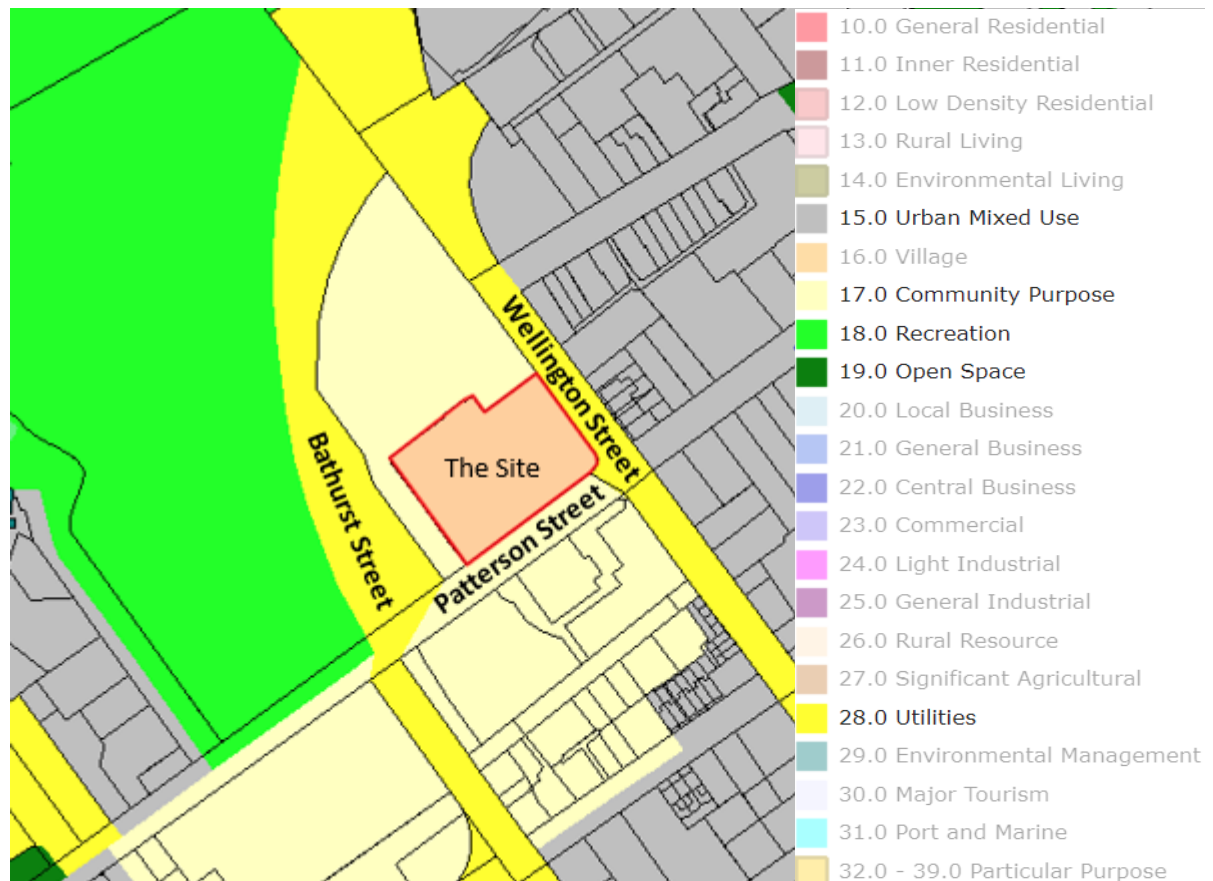 Wellington Street
Bathurst Street
The Site
Patterson Street
10.0 General Residential
11.0 Inner Residential
12.0 Low Density Residential
13.0 Rural Living
14.0 Environmental Living
15.0 Urban Mixed Use
16.0 Village
17.0 Community Purpose
18.0 Recreation
19.0 Open Space
20.0 Local Business
21.0 General Business
22.0 Central Business
23.0 Commercial
24.0 Light Industrial
25.0 General Industrial
26.0 Rural Resource
27.0 Significant Agricultural
28.0 Utilities
29.0 Environmental Management
30.0 Major Tourism
31.0 Port and Marine
32.0 - 39.0 Particular Purpose